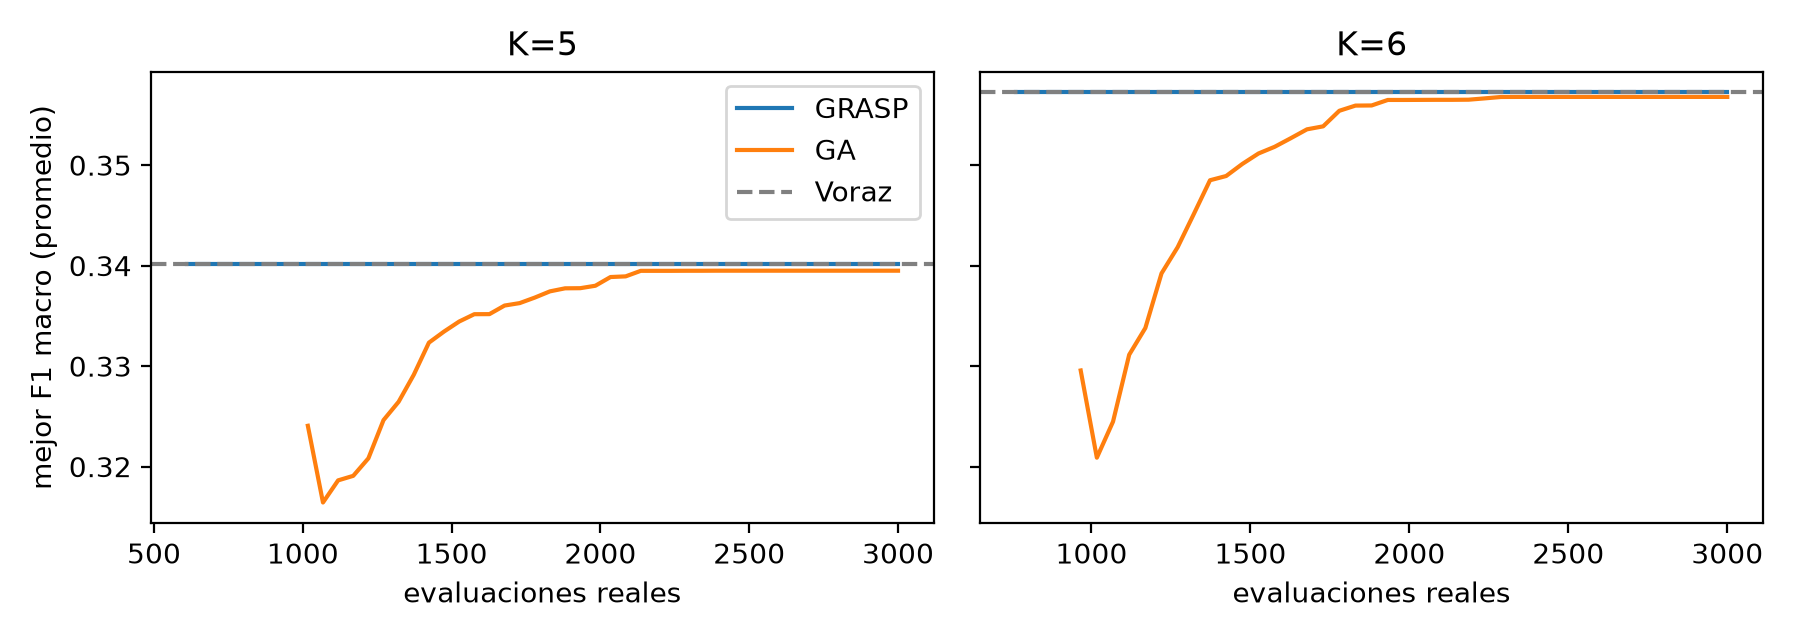 K=5
K=6
GRASP
GA
Voraz
mejor F1 macro (promedio)
0.35
0.34
0.33
0.32
500 1000 1500 2000 2500 3000
1000 1500 2000 2500 3000
evaluaciones reales
evaluaciones reales